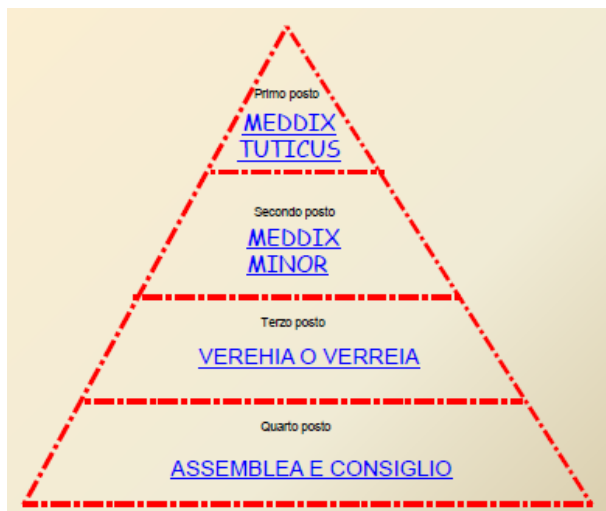 Primo posto
MEDDIX
TUTICUS
Secondo posto
MEDDIX
MINOR
Terzo posto
VEREHIA O VERREIA
Quarto posto
ASSEMBLEA E CONSIGLIO